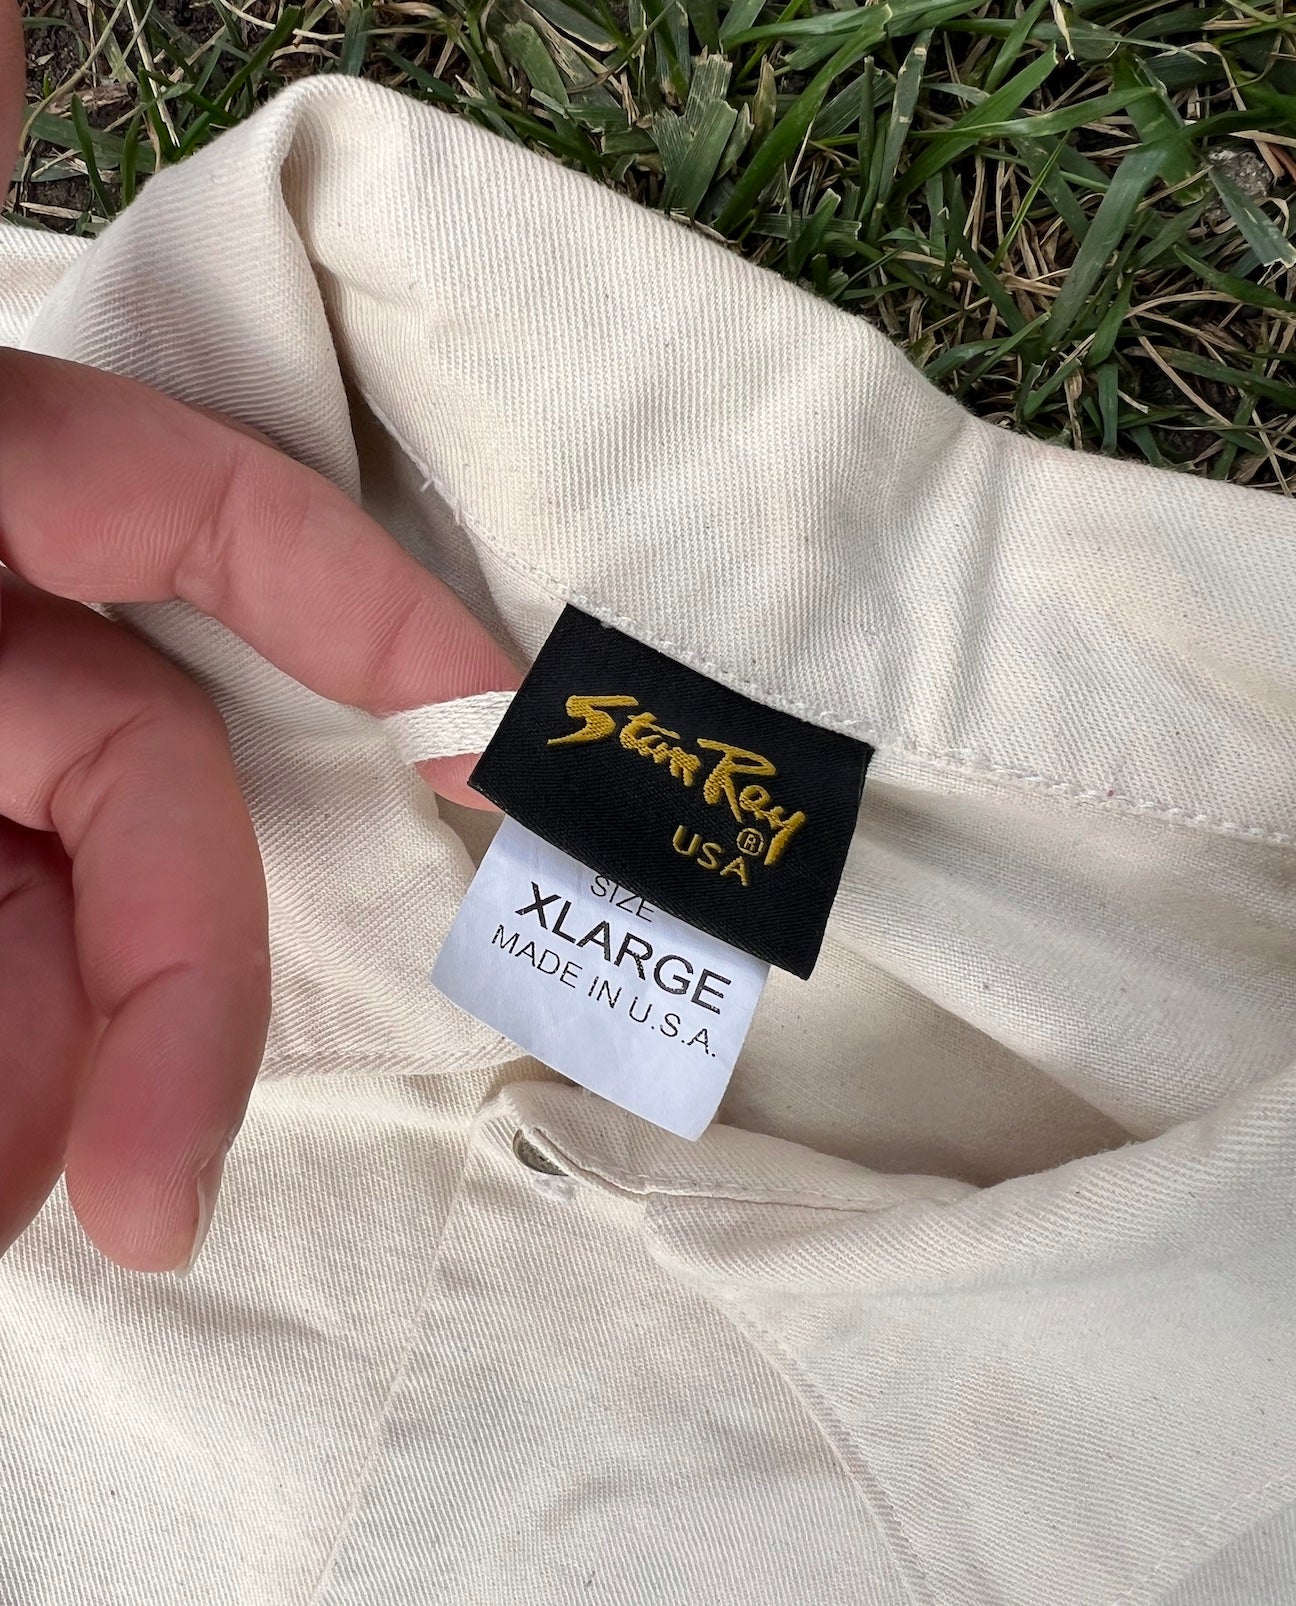 Stan Ray
®
USA
SIZE
XLARGE
MADE IN U.S.A.